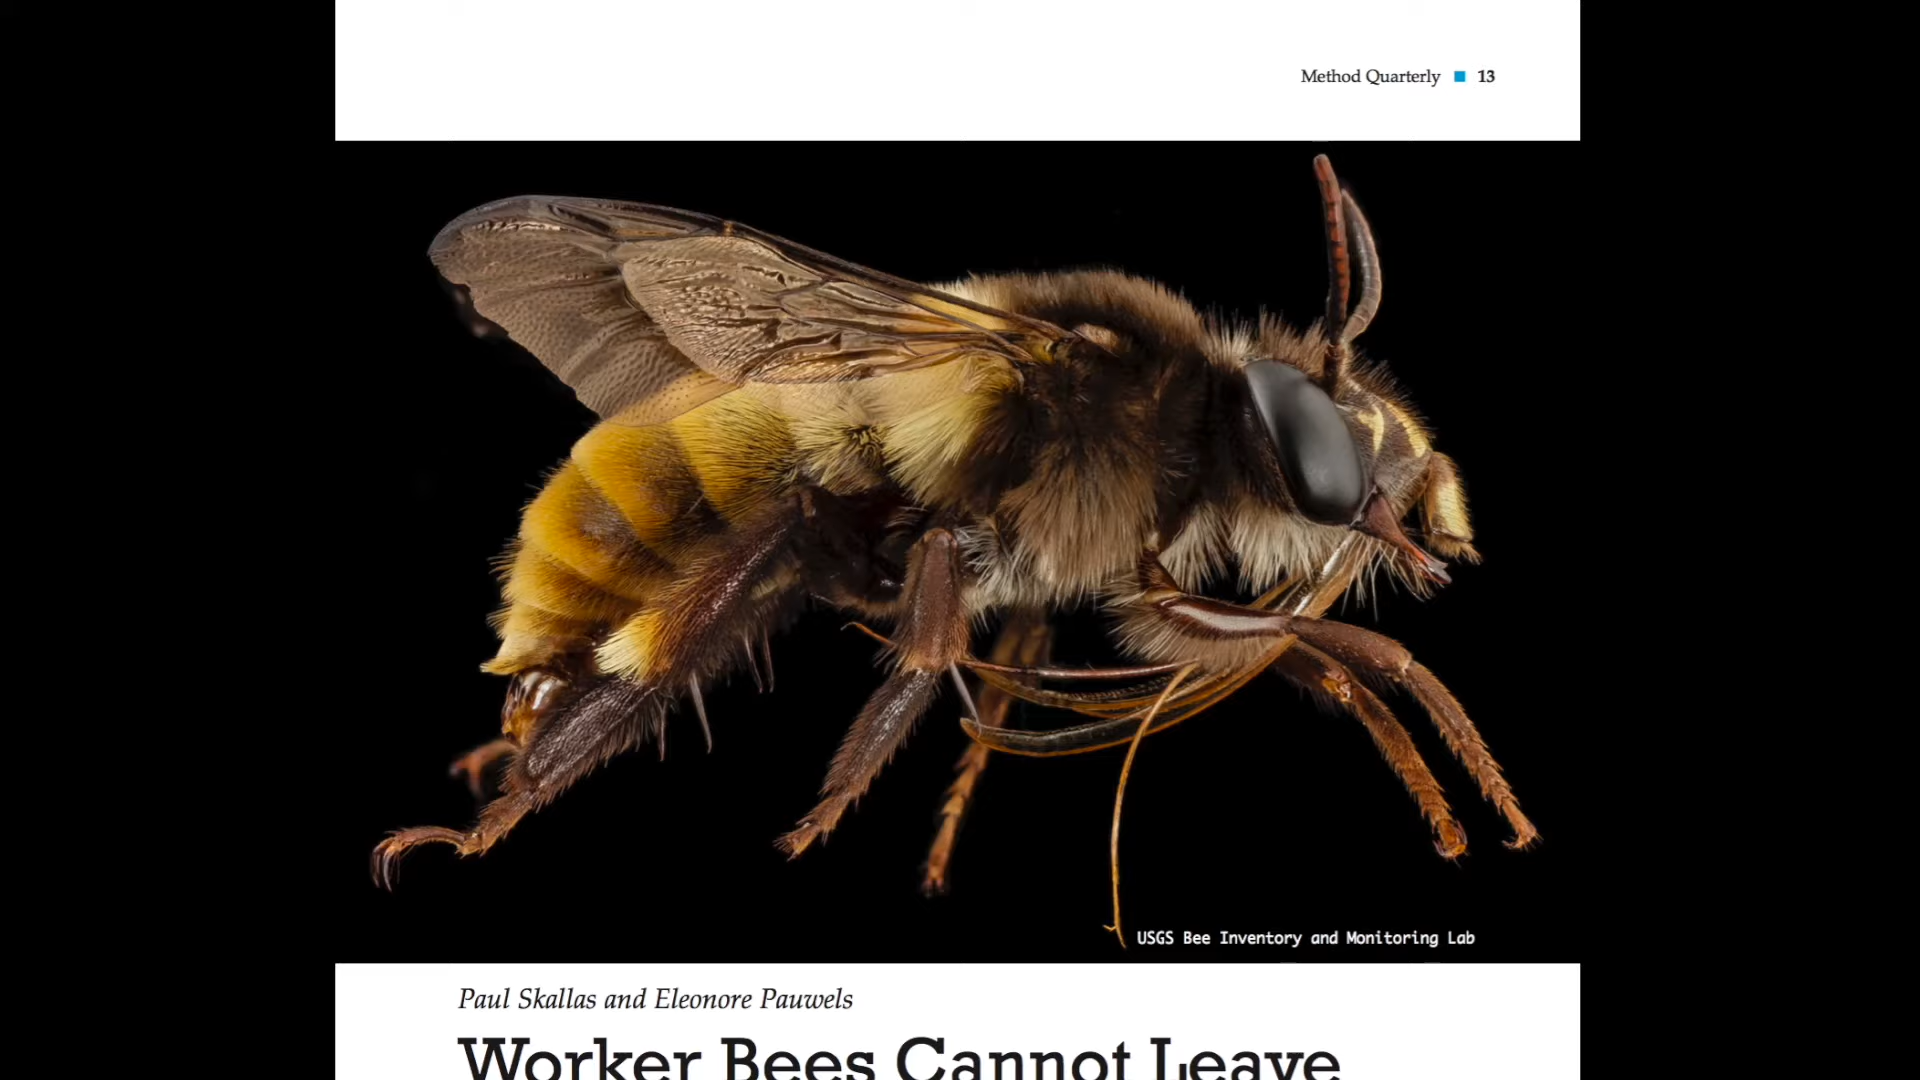 Method Quarterly ■ 13
USGS Bee Inventory and Monitoring Lab
Paul Skallas and Eleonore Pauwels
Worker Bees Cannot Leave